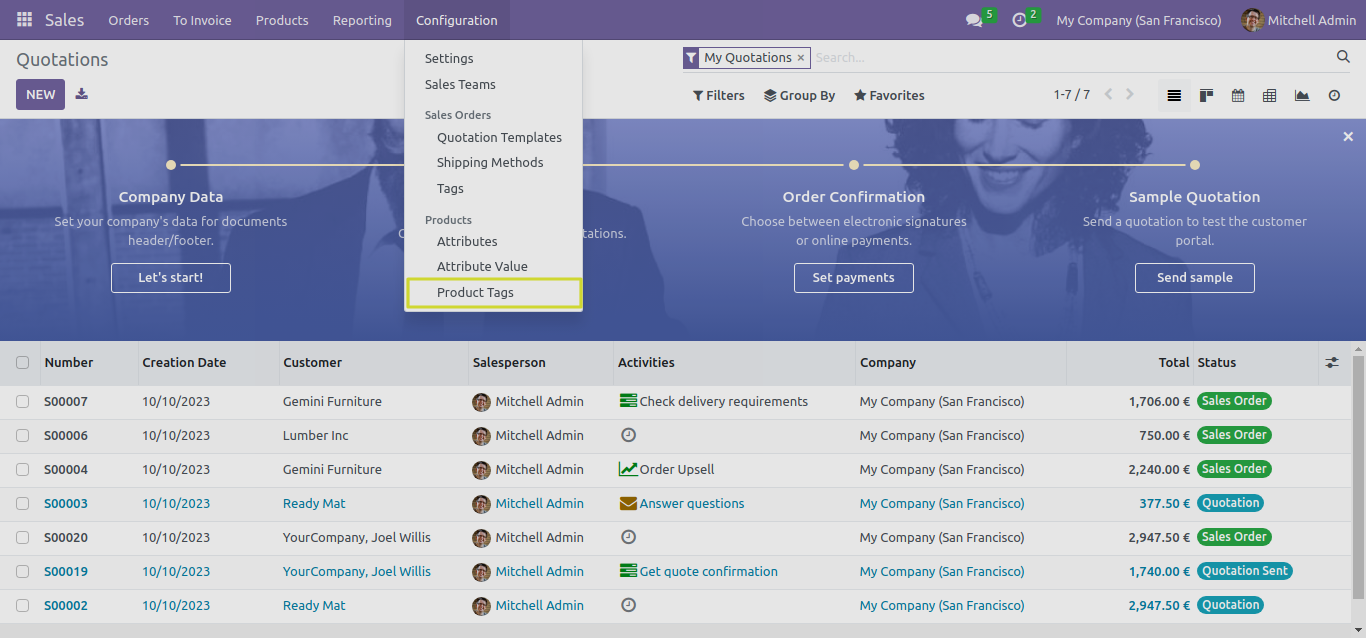 Sales Orders To Invoice Products Reporting Configuration 5 2 My Company (San Francisco) Mitchell Admin
Quotations
My Quotations × Search...
NEW
Filters Group By Favorites 1-7 / 7
Settings
Sales Teams
Sales Orders
Quotation Templates
Shipping Methods
Tags
Products
Attributes
Attribute Value
Product Tags
Company Data
Set your company's data for documents
header/footer.
Let's start!
Order Confirmation
Choose between electronic signatures
or online payments.
Set payments
Sample Quotation
Send a quotation to test the customer
portal.
Send sample
Number Creation Date Customer Salesperson Activities Company Total Status
S00007 10/10/2023 Gemini Furniture Mitchell Admin Check delivery requirements My Company (San Francisco) 1,706.00 € Sales Order
S00006 10/10/2023 Lumber Inc Mitchell Admin My Company (San Francisco) 750.00 € Sales Order
S00004 10/10/2023 Gemini Furniture Mitchell Admin Order Upsell My Company (San Francisco) 2,240.00 € Sales Order
S00003 10/10/2023 Ready Mat Mitchell Admin Answer questions My Company (San Francisco) 377.50 € Quotation
S00020 10/10/2023 YourCompany, Joel Willis Mitchell Admin My Company (San Francisco) 2,947.50 € Sales Order
S00019 10/10/2023 YourCompany, Joel Willis Mitchell Admin Get quote confirmation My Company (San Francisco) 1,740.00 € Quotation Sent
S00002 10/10/2023 Ready Mat Mitchell Admin My Company (San Francisco) 2,947.50 € Quotation